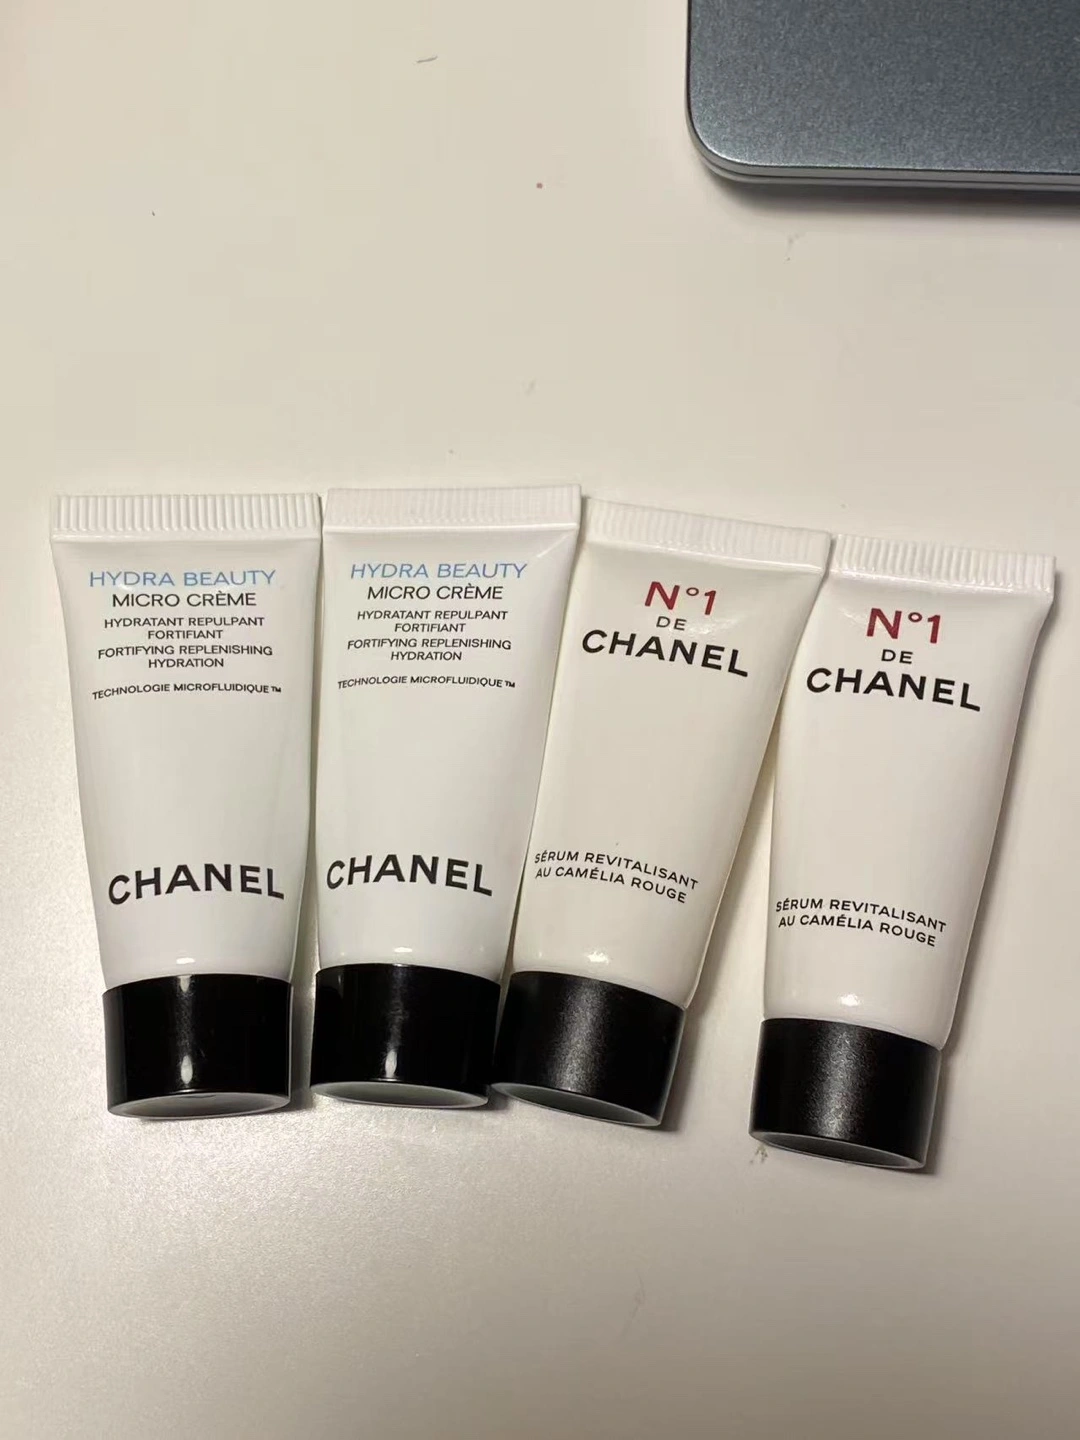 HYDRA BEAUTY
MICRO CRÈME
HYDRATANT REPULPANT
FORTIFIANT
FORTIFYING REPLENISHING
HYDRATION
TECHNOLOGIE MICROFLUIDIQUE™
CHANEL
HYDRA BEAUTY
MICRO CRÈME
HYDRATANT REPULPANT
FORTIFIANT
FORTIFYING REPLENISHING
HYDRATION
TECHNOLOGIE MICROFLUIDIQUE™
CHANEL
N°1
DE
CHANEL
SÉRUM REVITALISANT
AU CAMÉLIA ROUGE
N°1
DE
CHANEL
SÉRUM REVITALISANT
AU CAMÉLIA ROUGE